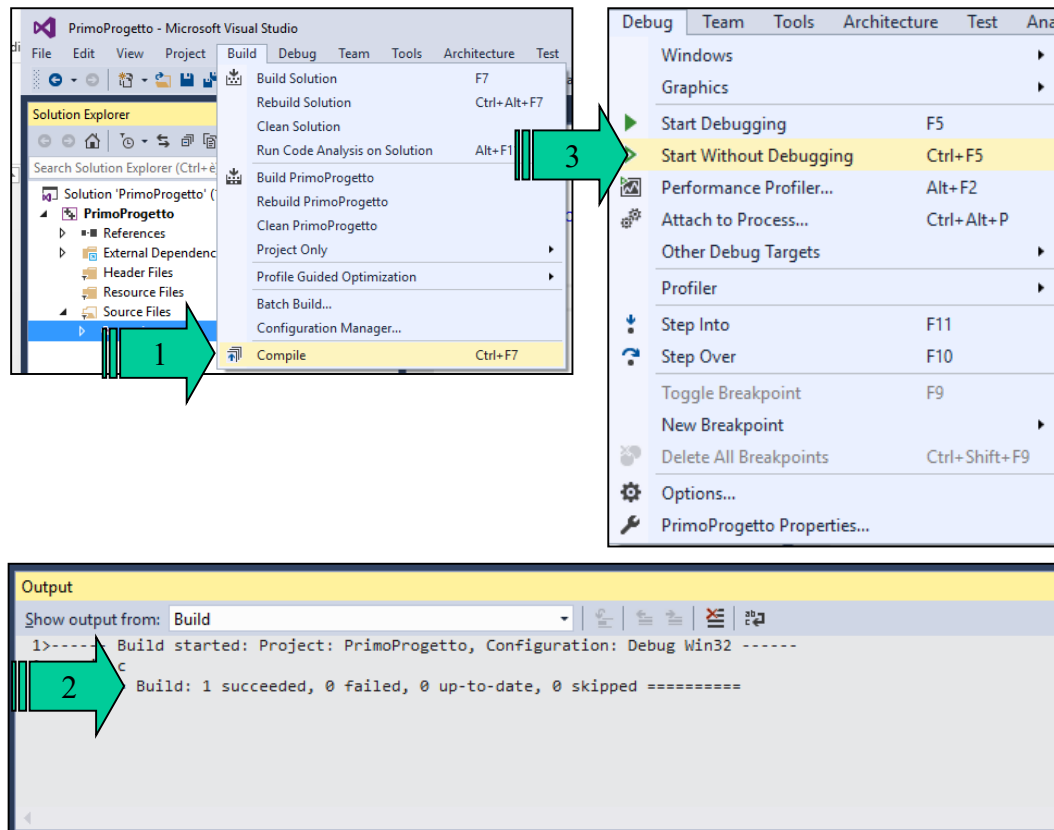 PrimoProgetto - Microsoft Visual Studio
File Edit View Project Build Debug Team Tools Architecture Test
Build Solution F7
Rebuild Solution Ctrl+Alt+F7
Clean Solution
Run Code Analysis on Solution Alt+F1
Build PrimoProgetto
Rebuild PrimoProgetto
Clean PrimoProgetto
Project Only
Profile Guided Optimization
Batch Build...
Configuration Manager...
Compile Ctrl+F7
Solution Explorer
Search Solution Explorer (Ctrl+è
Solution 'PrimoProgetto' (
PrimoProgetto
References
External Dependenc
Header Files
Resource Files
Source Files
1
Debug Team Tools Architecture Test Ana
Windows
Graphics
Start Debugging F5
3
Start Without Debugging Ctrl+F5
Performance Profiler... Alt+F2
Attach to Process... Ctrl+Alt+P
Other Debug Targets
Profiler
Step Into F11
Step Over F10
Toggle Breakpoint F9
New Breakpoint
Delete All Breakpoints Ctrl+Shift+F9
Options...
PrimoProgetto Properties...
Output
Show output from: Build
1>------ Build started: Project: PrimoProgetto, Configuration: Debug Win32 ------
c
2
Build: 1 succeeded, 0 failed, 0 up-to-date, 0 skipped ==========